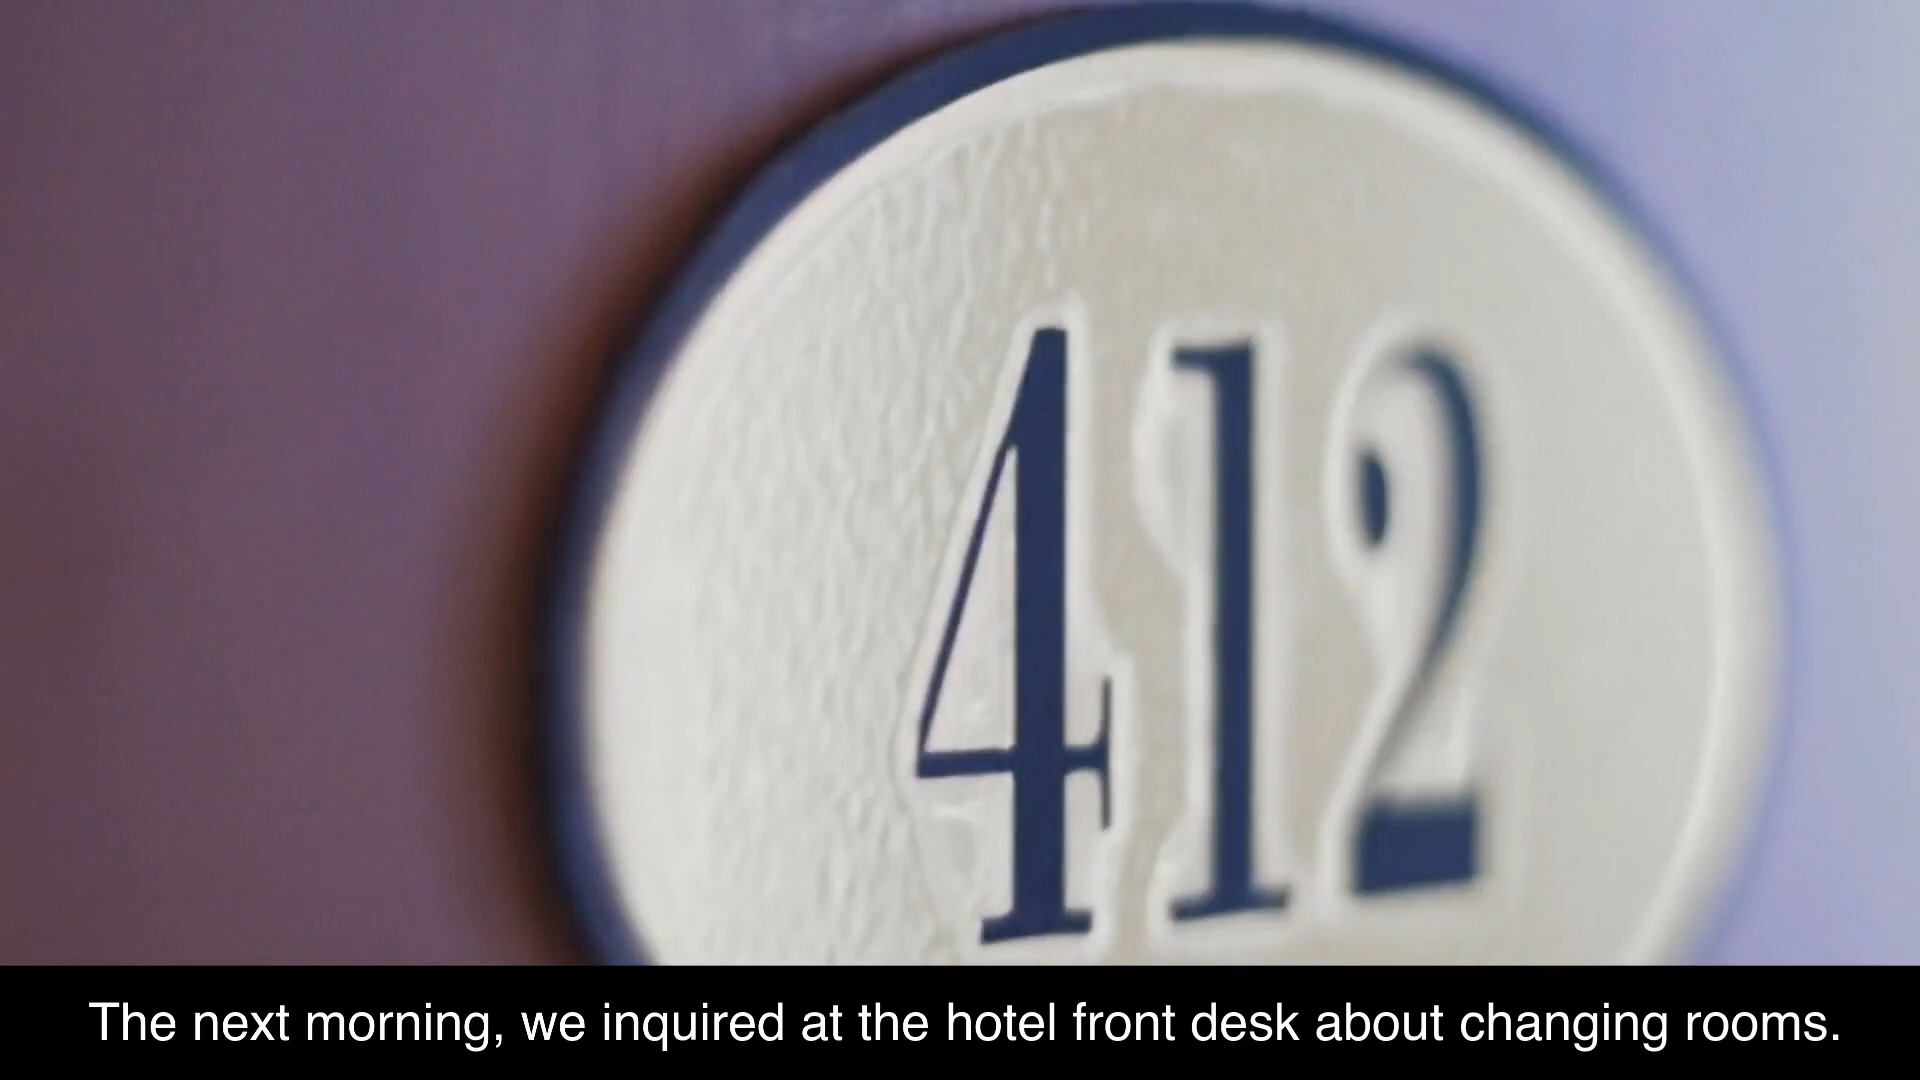 412
The next morning, we inquired at the hotel front desk about changing rooms.